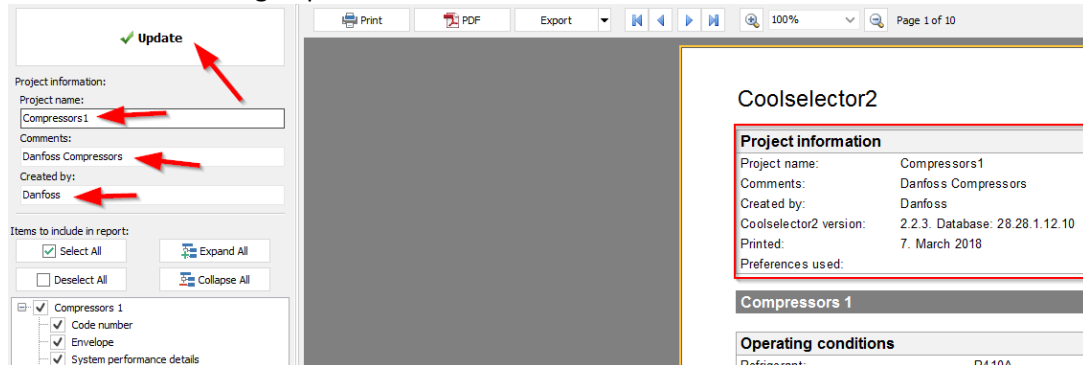 Print PDF Export 100% Page 1 of 10
Update
Project information:
Project name:
Compressors1
Comments:
Danfoss Compressors
Created by:
Danfoss
Items to include in report:
Select All Expand All
Deselect All Collapse All
Compressors 1
Code number
Envelope
System performance details
Coolselector2
Project information
Project name: Compressors1
Comments: Danfoss Compressors
Created by: Danfoss
Coolselector2 version: 2.2.3. Database: 28.28.1.12.10
Printed: 7. March 2018
Preferences used:
Compressors 1
Operating conditions
Refrigerant: R410A